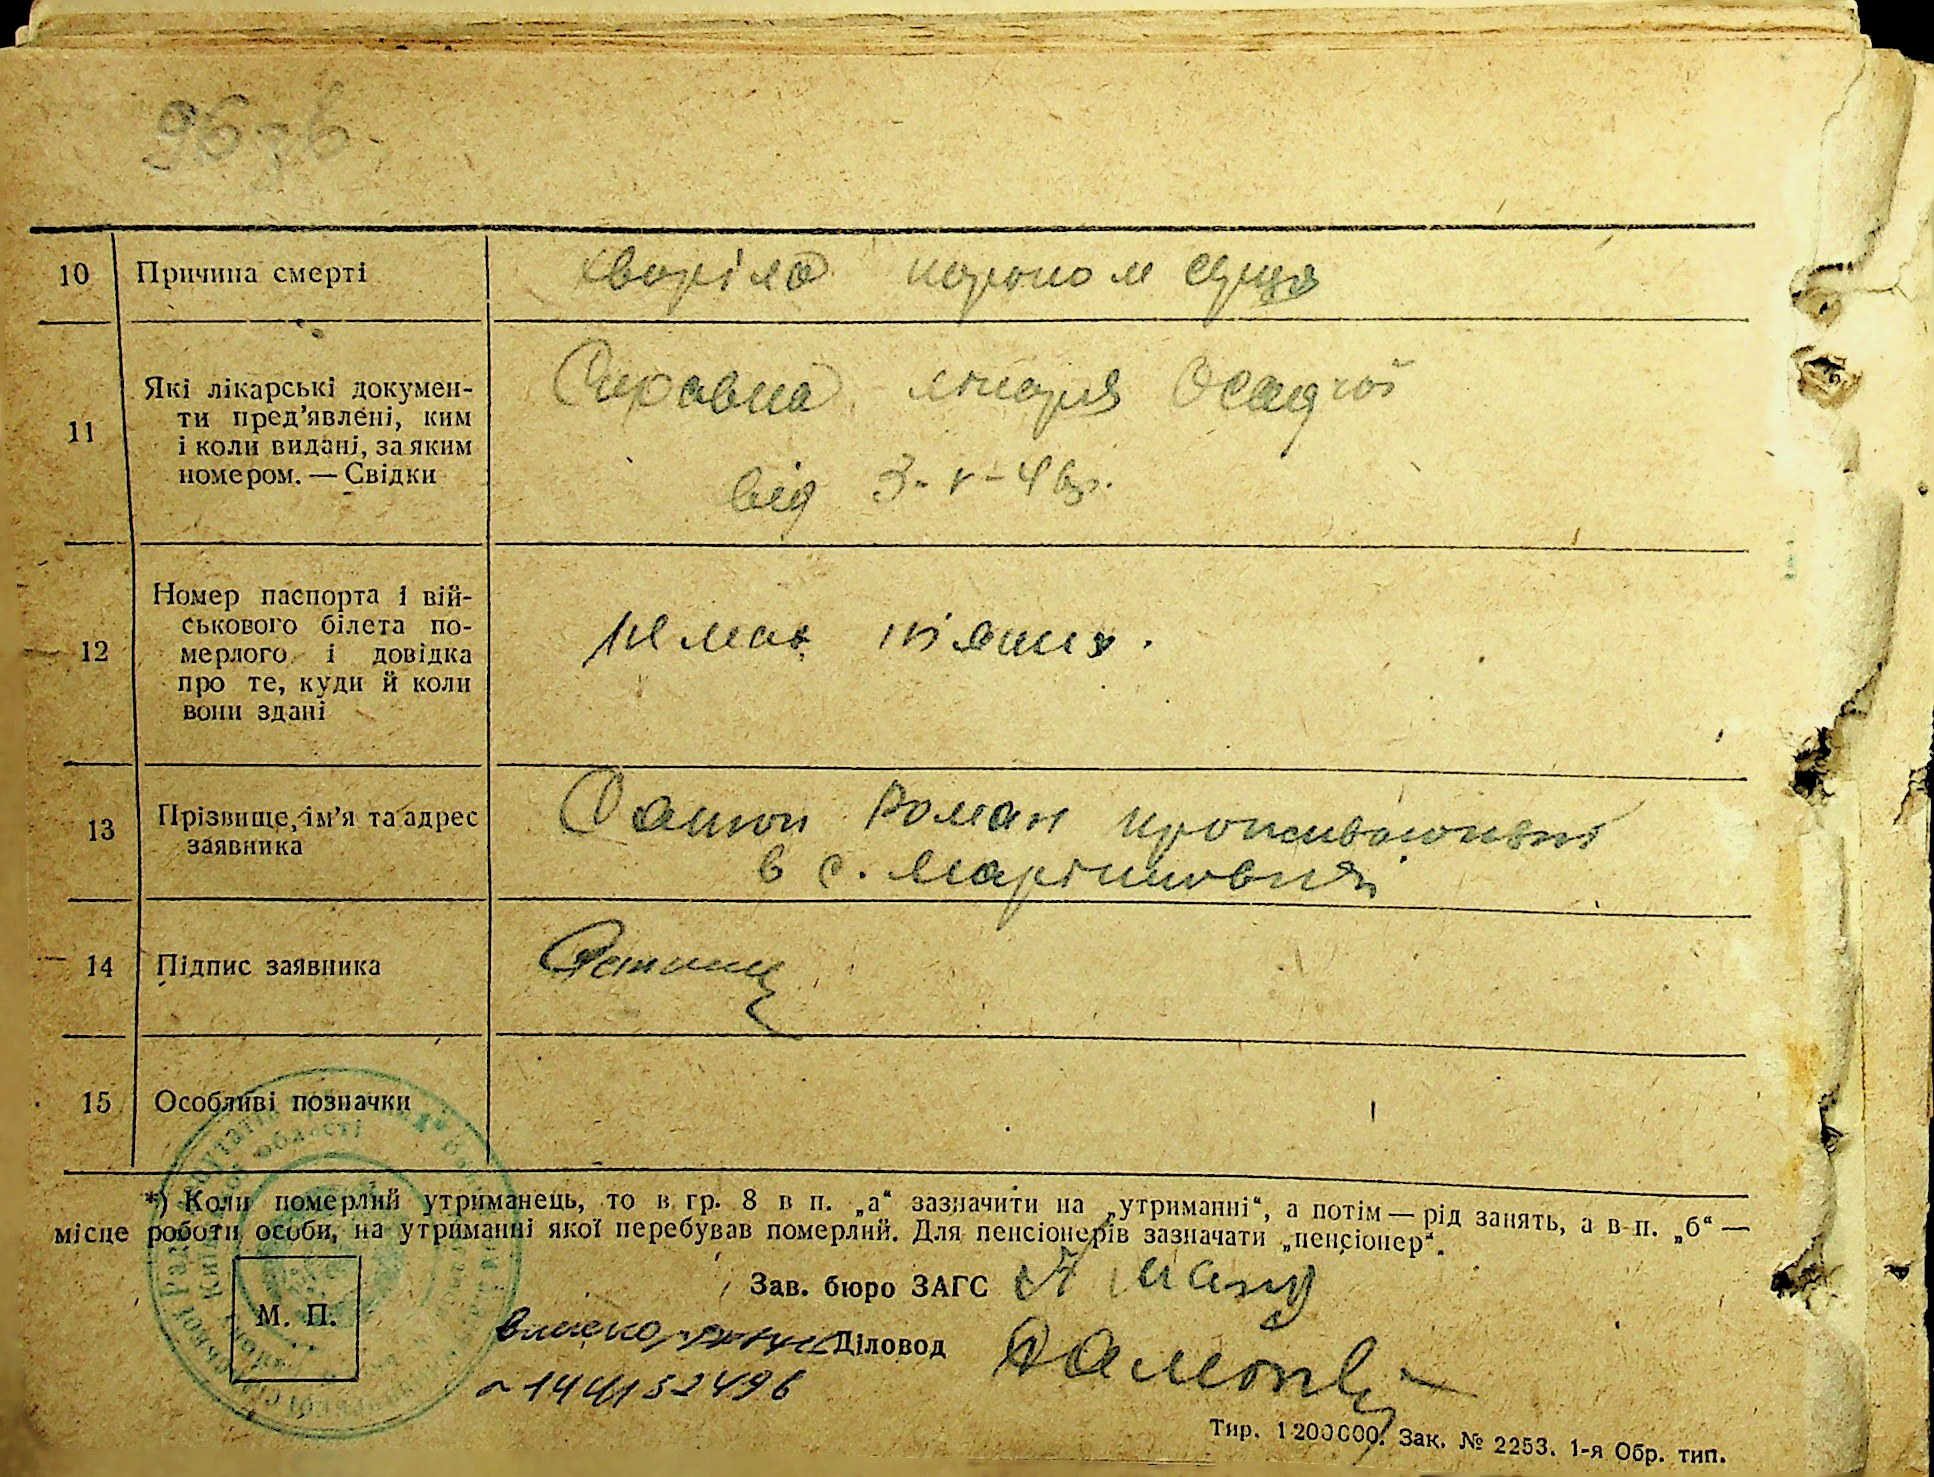 10 Причина смерті хворіла пороком серця
11 Які лікарські докумен-
ти пред'явлені, ким
і коли видані, за яким
номером. — Свідки
Справка лікаря Осадчої
від 3-V-46р.
12 Номер паспорта і вій-
ськового білета по-
мерлого і довідка
про те, куди й коли
вони здані
Немає ніяких.
13 Прізвище, ім'я та адрес
заявника
Роман проживаючий
в с. Мартинівка
14 Підпис заявника
15 Особливі позначки
*) Коли померлий утриманець, то в гр. 8 в п. „а“ зазначити на „утриманні“, а потім — рід занять, а в п. „б“ —
місце роботи особи, на утриманні якої перебував померлий. Для пенсіонерів зазначати „пенсіонер“.
Зав. бюро ЗАГС
М. П.
Діловод
Тир. 1200000. Зак. № 2253. 1-я Обр. тип.